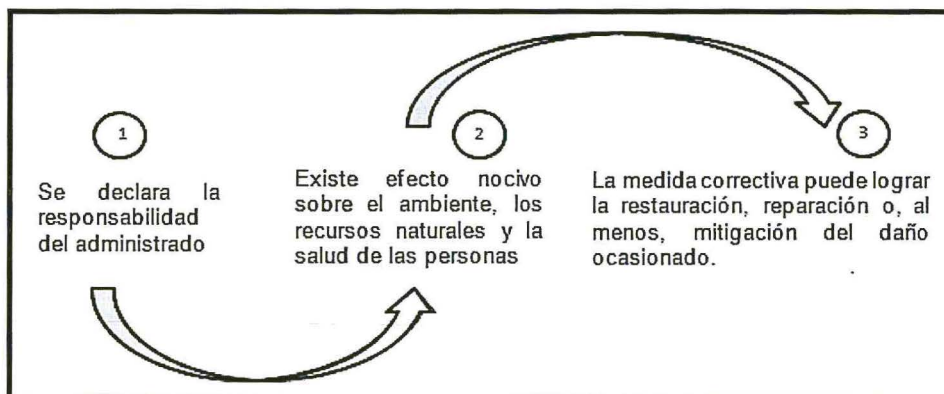 1
Se declara la
responsabilidad
del administrado
2
Existe efecto nocivo
sobre el ambiente, los
recursos naturales y la
salud de las personas
3
La medida correctiva puede lograr
la restauración, reparación o, al
menos, mitigación del daño
ocasionado.